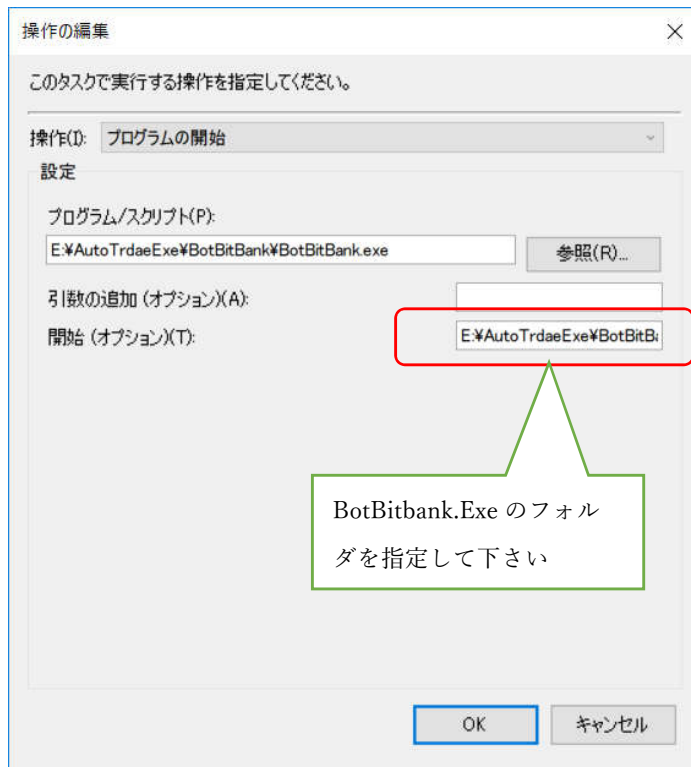 操作の編集
このタスクで実行する操作を指定してください。
操作(I): プログラムの開始
設定
プログラム/スクリプト(P):
E:¥AutoTrdaeExe¥BotBitBank¥BotBitBank.exe 参照(R)...
引数の追加 (オプション)(A):
開始 (オプション)(T): E:¥AutoTrdaeExe¥BotBitBa
BotBitbank.Exe のフォル
ダを指定して下さい
OK キャンセル